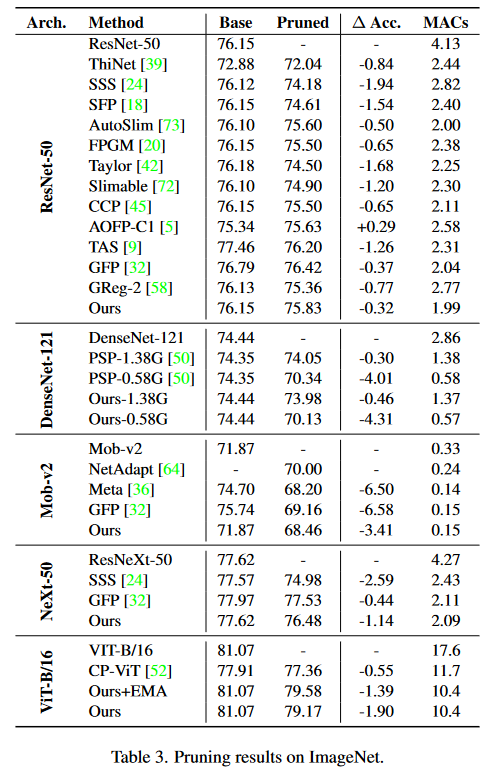 Arch. Method Base Pruned Δ Acc. MACs
ResNet-50
ResNet-50 76.15 - - 4.13
ThiNet [39] 72.88 72.04 -0.84 2.44
SSS [24] 76.12 74.18 -1.94 2.82
SFP [18] 76.15 74.61 -1.54 2.40
AutoSlim [73] 76.10 75.60 -0.50 2.00
FPGM [20] 76.15 75.50 -0.65 2.38
Taylor [42] 76.18 74.50 -1.68 2.25
Slimable [72] 76.10 74.90 -1.20 2.30
CCP [45] 76.15 75.50 -0.65 2.11
AOFP-C1 [5] 75.34 75.63 +0.29 2.58
TAS [9] 77.46 76.20 -1.26 2.31
GFP [32] 76.79 76.42 -0.37 2.04
GReg-2 [58] 76.13 75.36 -0.77 2.77
Ours 76.15 75.83 -0.32 1.99
DenseNet-121
DenseNet-121 74.44 - - 2.86
PSP-1.38G [50] 74.35 74.05 -0.30 1.38
PSP-0.58G [50] 74.35 70.34 -4.01 0.58
Ours-1.38G 74.44 73.98 -0.46 1.37
Ours-0.58G 74.44 70.13 -4.31 0.57
Mob-v2
Mob-v2 71.87 - - 0.33
NetAdapt [64] - 70.00 - 0.24
Meta [36] 74.70 68.20 -6.50 0.14
GFP [32] 75.74 69.16 -6.58 0.15
Ours 71.87 68.46 -3.41 0.15
NeXt-50
ResNeXt-50 77.62 - - 4.27
SSS [24] 77.57 74.98 -2.59 2.43
GFP [32] 77.97 77.53 -0.44 2.11
Ours 77.62 76.48 -1.14 2.09
ViT-B/16
VIT-B/16 81.07 - - 17.6
CP-ViT [52] 77.91 77.36 -0.55 11.7
Ours+EMA 81.07 79.58 -1.39 10.4
Ours 81.07 79.17 -1.90 10.4
Table 3. Pruning results on ImageNet.